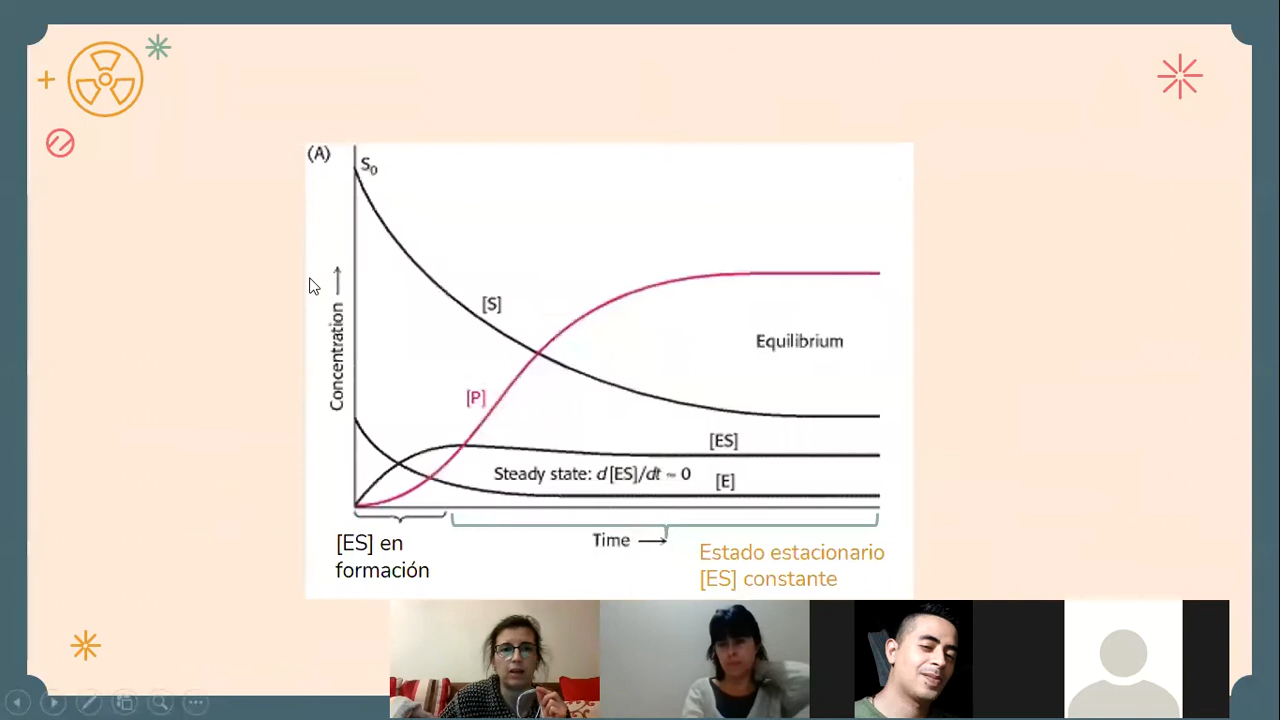 (A)
S₀
Concentration →
[S]
Equilibrium
[P]
[ES]
Steady state: d[ES]/dt ≈ 0
[E]
Time →
[ES] en
formación
Estado estacionario
[ES] constante